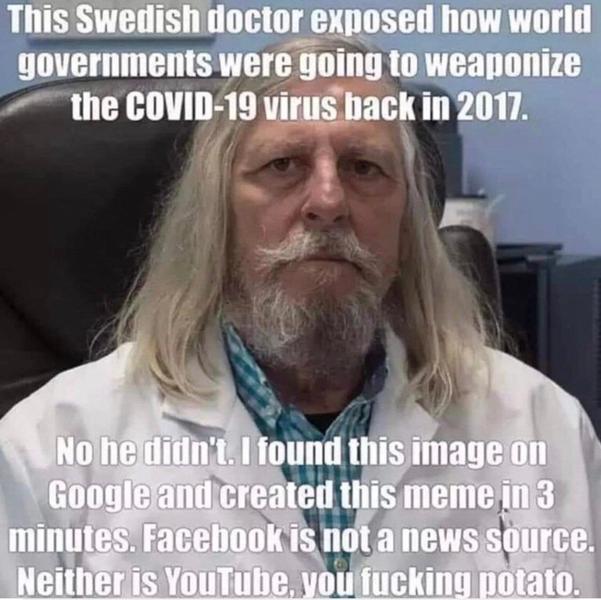 This Swedish doctor exposed how world
governments were going to weaponize
the COVID-19 virus back in 2017.
No he didn't. I found this image on
Google and created this meme in 3
minutes. Facebook is not a news source.
Neither is YouTube, you fucking potato.